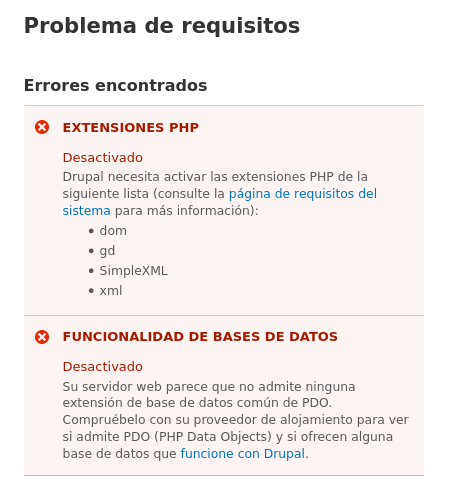 Problema de requisitos
Errores encontrados
EXTENSIONES PHP
Desactivado
Drupal necesita activar las extensiones PHP de la
siguiente lista (consulte la página de requisitos del
sistema para más información):
• dom
• gd
• SimpleXML
• xml
FUNCIONALIDAD DE BASES DE DATOS
Desactivado
Su servidor web parece que no admite ninguna
extensión de base de datos común de PDO.
Compruébelo con su proveedor de alojamiento para ver
si admite PDO (PHP Data Objects) y si ofrecen alguna
base de datos que funcione con Drupal.